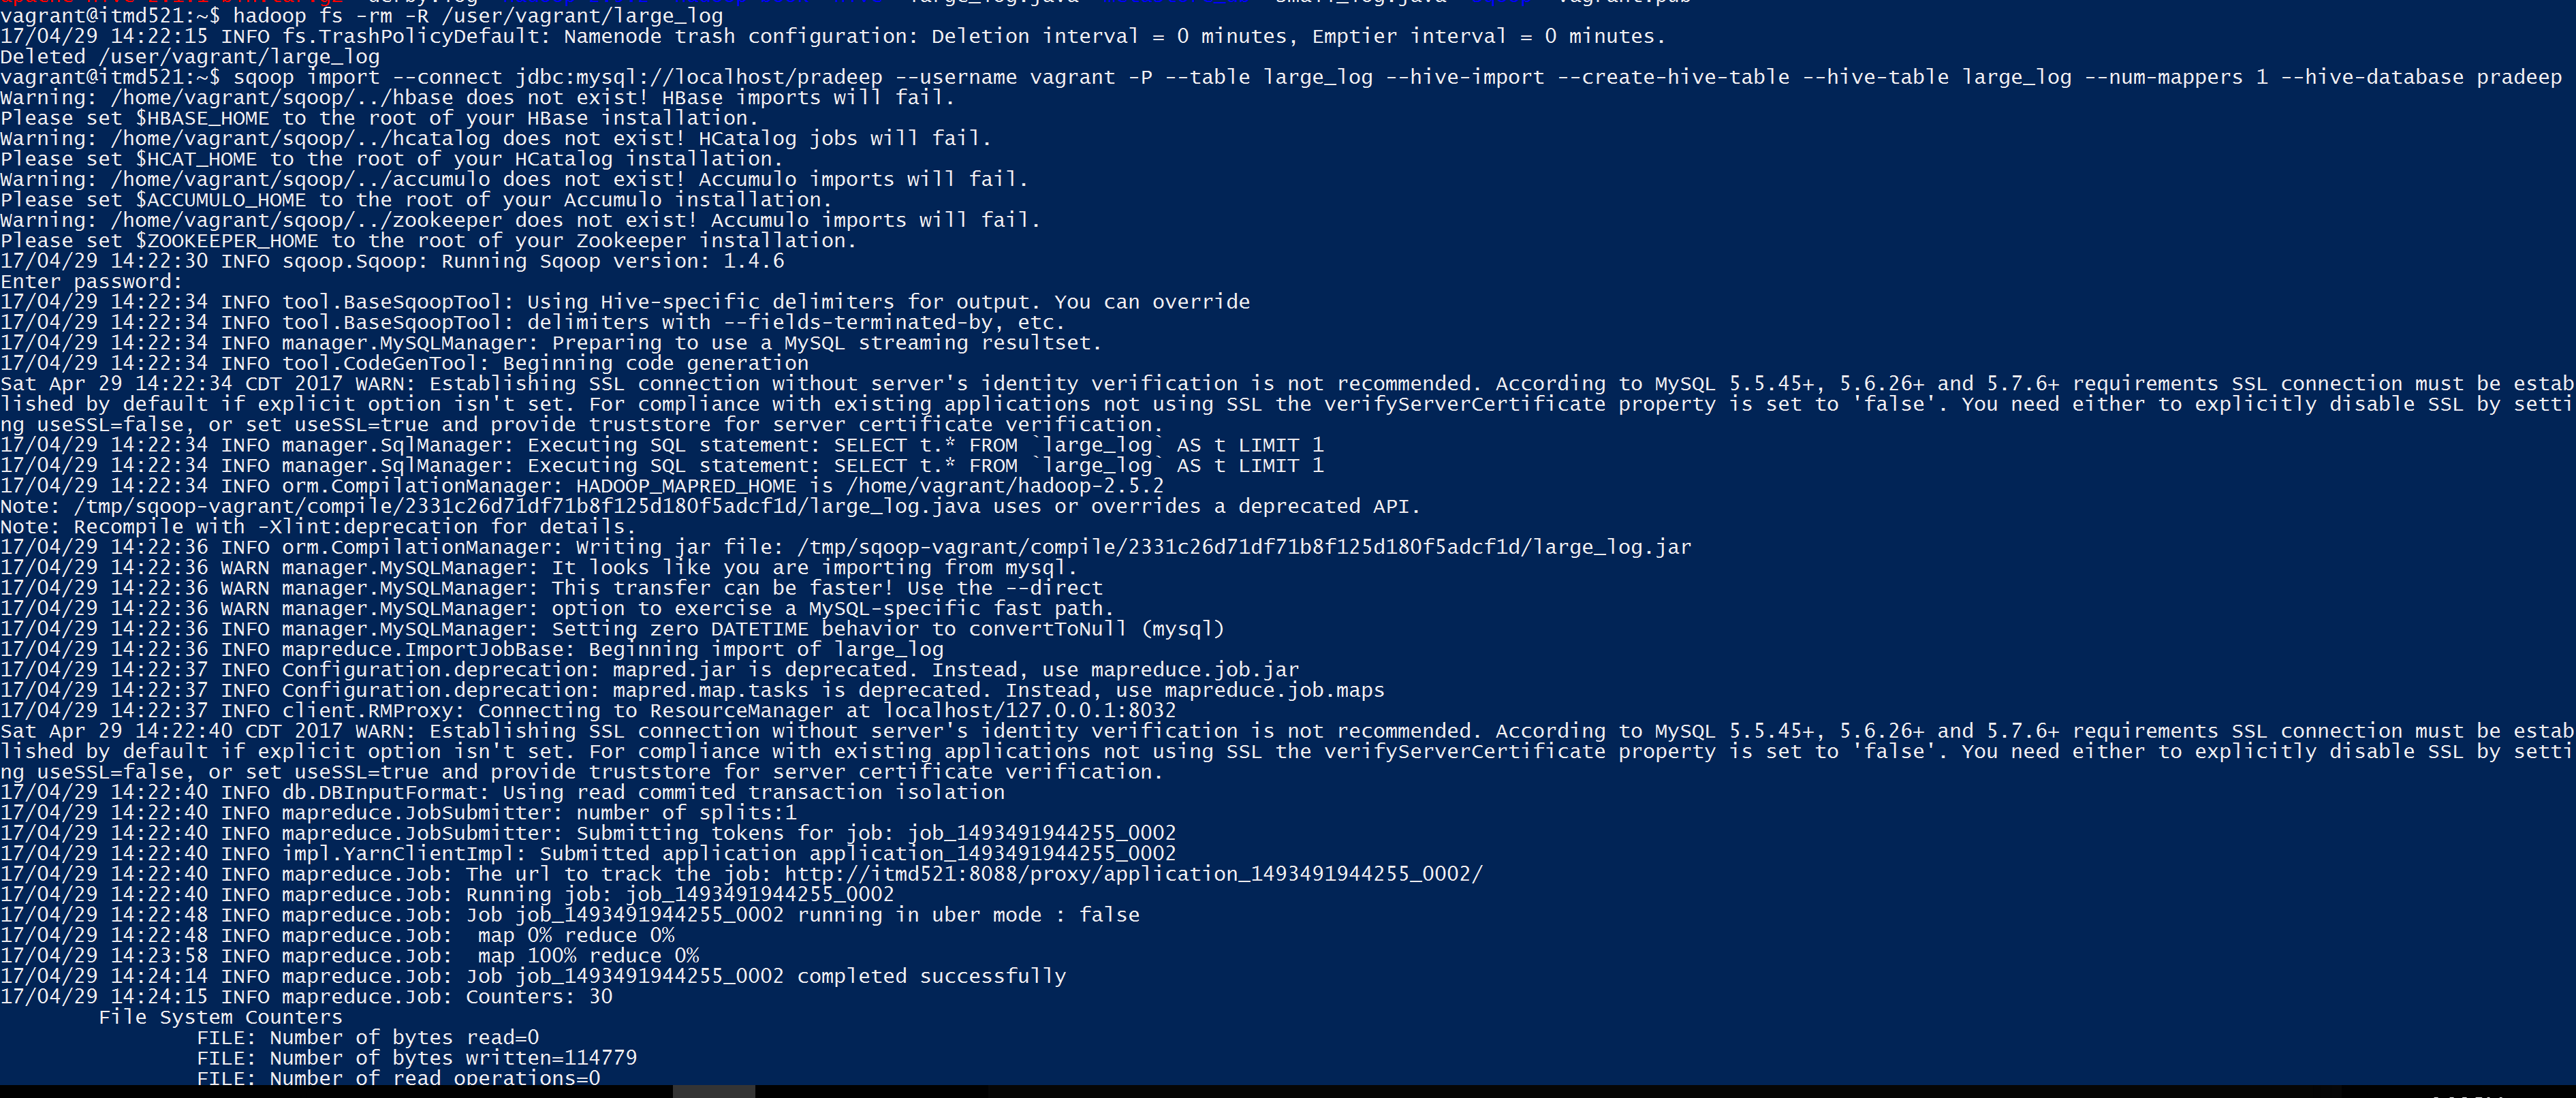 vagrant@itmd521:~$ hadoop fs -rm -R /user/vagrant/large_log
17/04/29 14:22:15 INFO fs.TrashPolicyDefault: Namenode trash configuration: Deletion interval = 0 minutes, Emptier interval = 0 minutes.
Deleted /user/vagrant/large_log
vagrant@itmd521:~$ sqoop import --connect jdbc:mysql://localhost/pradeep --username vagrant -P --table large_log --hive-import --create-hive-table --hive-table large_log --num-mappers 1 --hive-database pradeep
Warning: /home/vagrant/sqoop/../hbase does not exist! HBase imports will fail.
Please set $HBASE_HOME to the root of your HBase installation.
Warning: /home/vagrant/sqoop/../hcatalog does not exist! HCatalog jobs will fail.
Please set $HCAT_HOME to the root of your HCatalog installation.
Warning: /home/vagrant/sqoop/../accumulo does not exist! Accumulo imports will fail.
Please set $ACCUMULO_HOME to the root of your Accumulo installation.
Warning: /home/vagrant/sqoop/../zookeeper does not exist! Accumulo imports will fail.
Please set $ZOOKEEPER_HOME to the root of your Zookeeper installation.
17/04/29 14:22:30 INFO sqoop.Sqoop: Running Sqoop version: 1.4.6
Enter password:
17/04/29 14:22:34 INFO tool.BaseSqoopTool: Using Hive-specific delimiters for output. You can override
17/04/29 14:22:34 INFO tool.BaseSqoopTool: delimiters with --fields-terminated-by, etc.
17/04/29 14:22:34 INFO manager.MySQLManager: Preparing to use a MySQL streaming resultset.
17/04/29 14:22:34 INFO tool.CodeGenTool: Beginning code generation
Sat Apr 29 14:22:34 CDT 2017 WARN: Establishing SSL connection without server's identity verification is not recommended. According to MySQL 5.5.45+, 5.6.26+ and 5.7.6+ requirements SSL connection must be estab
lished by default if explicit option isn't set. For compliance with existing applications not using SSL the verifyServerCertificate property is set to 'false'. You need either to explicitly disable SSL by setti
ng useSSL=false, or set useSSL=true and provide truststore for server certificate verification.
17/04/29 14:22:34 INFO manager.SqlManager: Executing SQL statement: SELECT t.* FROM `large_log` AS t LIMIT 1
17/04/29 14:22:34 INFO manager.SqlManager: Executing SQL statement: SELECT t.* FROM `large_log` AS t LIMIT 1
17/04/29 14:22:34 INFO orm.CompilationManager: HADOOP_MAPRED_HOME is /home/vagrant/hadoop-2.5.2
Note: /tmp/sqoop-vagrant/compile/2331c26d71df71b8f125d180f5adcf1d/large_log.java uses or overrides a deprecated API.
Note: Recompile with -Xlint:deprecation for details.
17/04/29 14:22:36 INFO orm.CompilationManager: Writing jar file: /tmp/sqoop-vagrant/compile/2331c26d71df71b8f125d180f5adcf1d/large_log.jar
17/04/29 14:22:36 WARN manager.MySQLManager: It looks like you are importing from mysql.
17/04/29 14:22:36 WARN manager.MySQLManager: This transfer can be faster! Use the --direct
17/04/29 14:22:36 WARN manager.MySQLManager: option to exercise a MySQL-specific fast path.
17/04/29 14:22:36 INFO manager.MySQLManager: Setting zero DATETIME behavior to convertToNull (mysql)
17/04/29 14:22:36 INFO mapreduce.ImportJobBase: Beginning import of large_log
17/04/29 14:22:37 INFO Configuration.deprecation: mapred.jar is deprecated. Instead, use mapreduce.job.jar
17/04/29 14:22:37 INFO Configuration.deprecation: mapred.map.tasks is deprecated. Instead, use mapreduce.job.maps
17/04/29 14:22:37 INFO client.RMProxy: Connecting to ResourceManager at localhost/127.0.0.1:8032
Sat Apr 29 14:22:40 CDT 2017 WARN: Establishing SSL connection without server's identity verification is not recommended. According to MySQL 5.5.45+, 5.6.26+ and 5.7.6+ requirements SSL connection must be estab
lished by default if explicit option isn't set. For compliance with existing applications not using SSL the verifyServerCertificate property is set to 'false'. You need either to explicitly disable SSL by setti
ng useSSL=false, or set useSSL=true and provide truststore for server certificate verification.
17/04/29 14:22:40 INFO db.DBInputFormat: Using read commited transaction isolation
17/04/29 14:22:40 INFO mapreduce.JobSubmitter: number of splits:1
17/04/29 14:22:40 INFO mapreduce.JobSubmitter: Submitting tokens for job: job_1493491944255_0002
17/04/29 14:22:40 INFO impl.YarnClientImpl: Submitted application application_1493491944255_0002
17/04/29 14:22:40 INFO mapreduce.Job: The url to track the job: http://itmd521:8088/proxy/application_1493491944255_0002/
17/04/29 14:22:40 INFO mapreduce.Job: Running job: job_1493491944255_0002
17/04/29 14:22:48 INFO mapreduce.Job: Job job_1493491944255_0002 running in uber mode : false
17/04/29 14:22:48 INFO mapreduce.Job:  map 0% reduce 0%
17/04/29 14:23:58 INFO mapreduce.Job:  map 100% reduce 0%
17/04/29 14:24:14 INFO mapreduce.Job: Job job_1493491944255_0002 completed successfully
17/04/29 14:24:15 INFO mapreduce.Job: Counters: 30
File System Counters
FILE: Number of bytes read=0
FILE: Number of bytes written=114779
FILE: Number of read operations=0